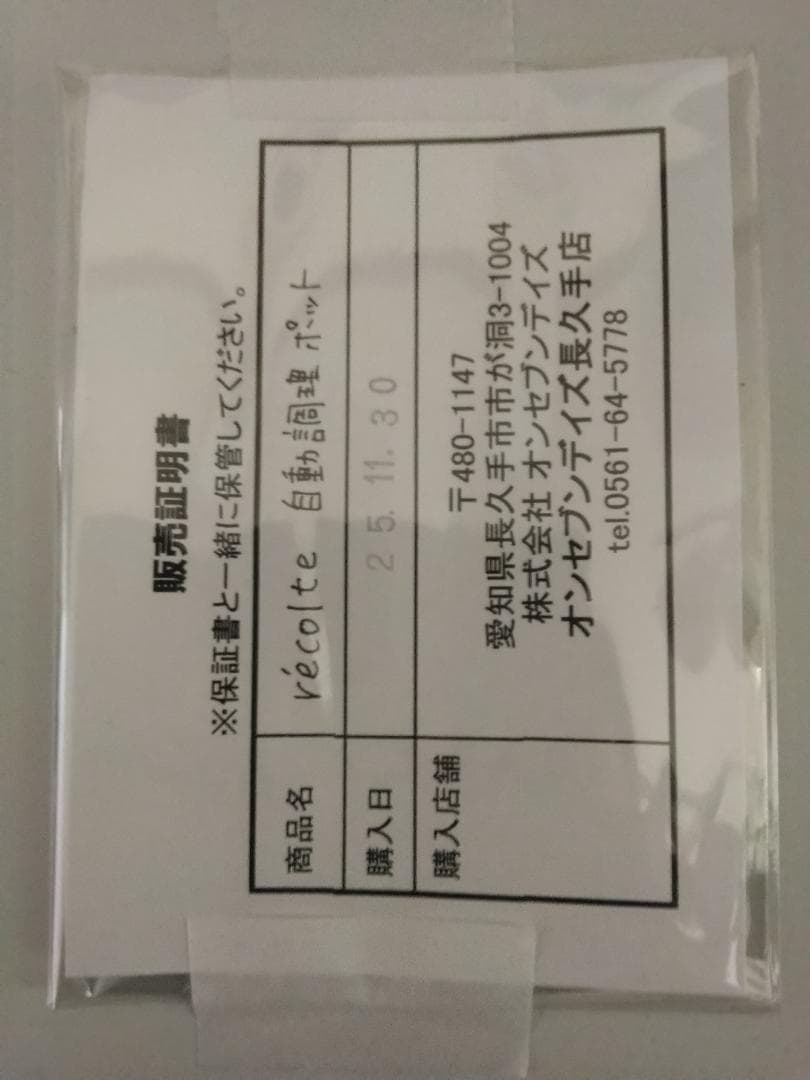 販売証明書
※保証書と一緒に保管してください。
商品名 récolte 自動調理ポット
購入日 25.11.30
購入店舗
〒480-1147
愛知県長久手市市が洞3-1004
株式会社 オンセブンデイズ
オンセブンデイズ長久手店
tel.0561-64-5778